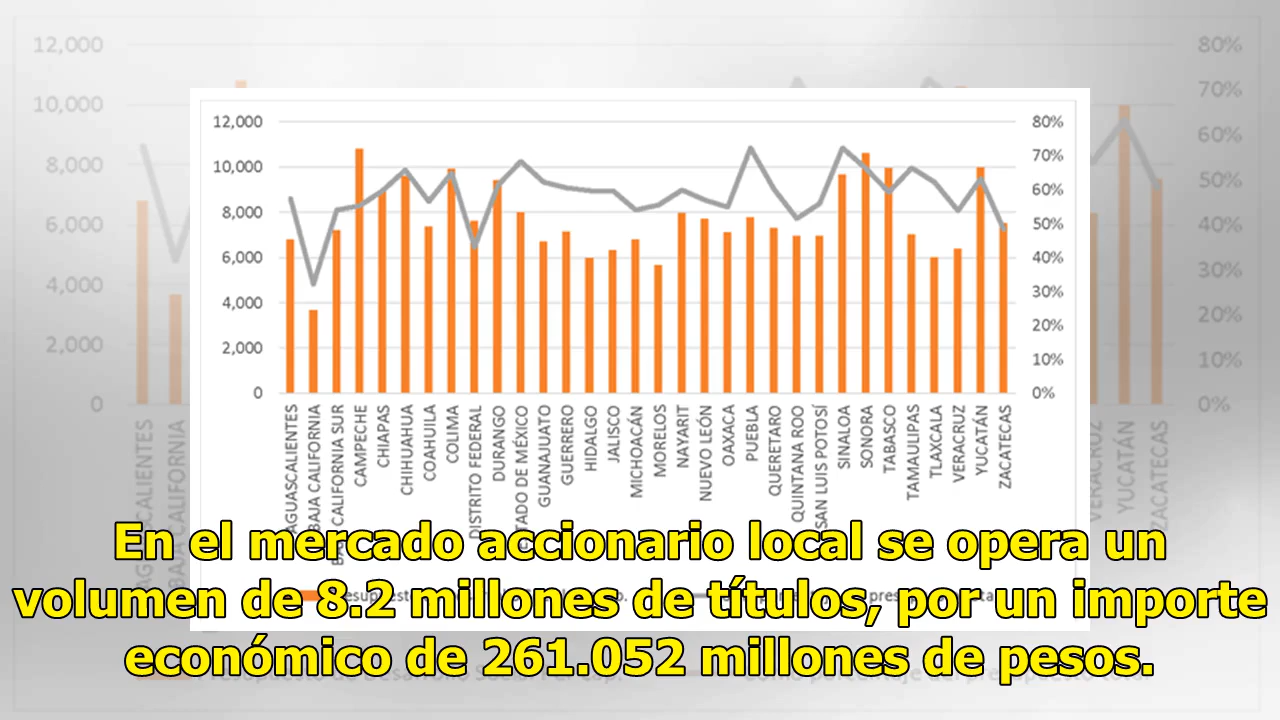 12,000
80%
10,000
70%
60%
8,000
50%
6,000
40%
4,000
30%
20%
2,000
10%
0
0%
AGUASCALIENTES
BAJA CALIFORNIA
BAJA CALIFORNIA SUR
CAMPECHE
CHIAPAS
CHIHUAHUA
COAHUILA
COLIMA
DISTRITO FEDERAL
DURANGO
ESTADO DE MÉXICO
GUANAJUATO
GUERRERO
HIDALGO
JALISCO
MICHOACÁN
MORELOS
NAYARIT
NUEVO LEÓN
OAXACA
PUEBLA
QUERETARO
QUINTANA ROO
SAN LUIS POTOSÍ
SINALOA
SONORA
TABASCO
TAMAULIPAS
TLAXCALA
VERACRUZ
YUCATÁN
ZACATECAS
En el mercado accionario local se opera un
volumen de 8.2 millones de títulos, por un importe
económico de 261.052 millones de pesos.